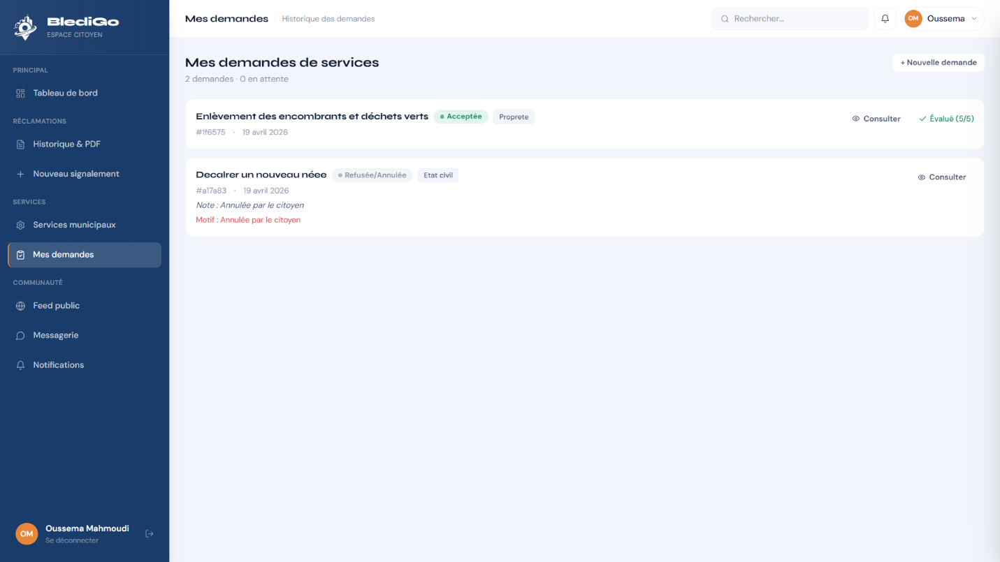 BlediGo
ESPACE CITOYEN
PRINCIPAL
Tableau de bord
RÉCLAMATIONS
Historique & PDF
Nouveau signalement
SERVICES
Services municipaux
Mes demandes
COMMUNAUTÉ
Feed public
Messagerie
Notifications
OM
Oussema Mahmoudi
Se déconnecter
Mes demandes Historique des demandes
Rechercher...
OM Oussema
Mes demandes de services
2 demandes · 0 en attente
+ Nouvelle demande
Enlèvement des encombrants et déchets verts Acceptée Proprete
#1f6575 · 19 avril 2026
Consulter Évalué (5/5)
Decalrer un nouveau néee Refusée/Annulée Etat civil
#a17a83 · 19 avril 2026
Note : Annulée par le citoyen
Motif : Annulée par le citoyen
Consulter